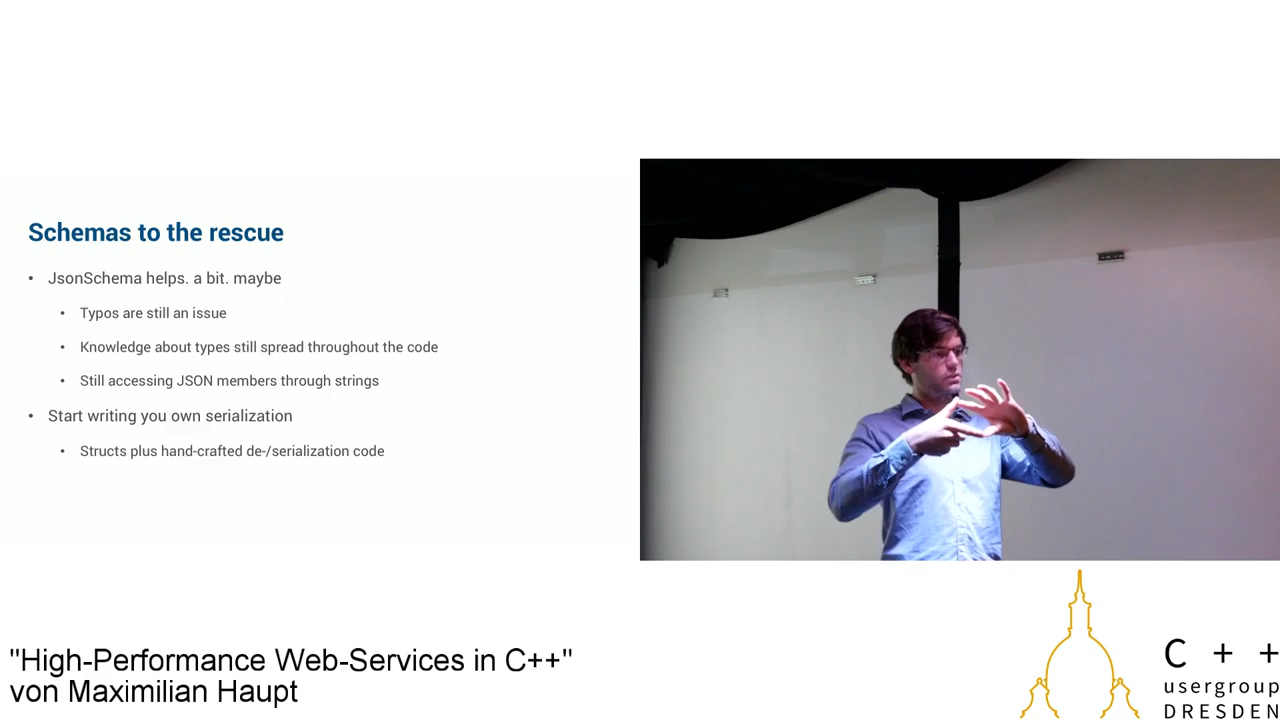 Schemas to the rescue
• JsonSchema helps. a bit. maybe
• Typos are still an issue
• Knowledge about types still spread throughout the code
• Still accessing JSON members through strings
• Start writing you own serialization
• Structs plus hand-crafted de-/serialization code
"High-Performance Web-Services in C++"
von Maximilian Haupt
C + +
usergroup
DRESDEN